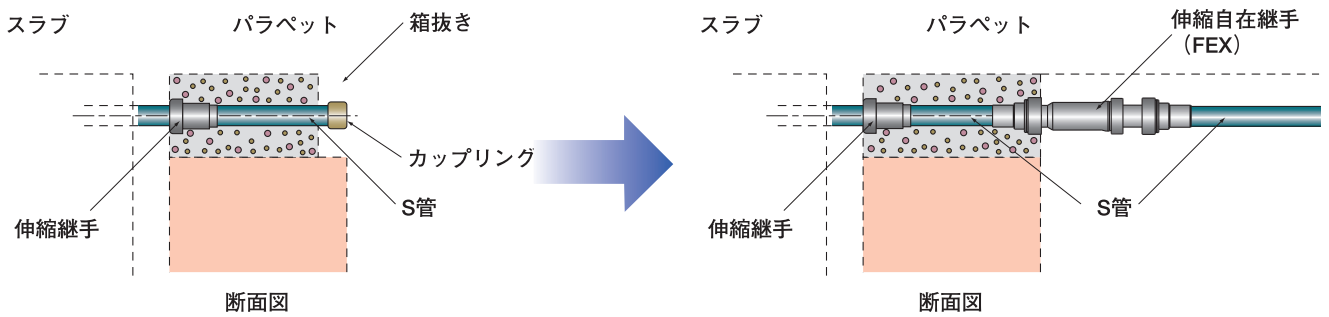 スラブ
パラペット
箱抜き
カップリング
S管
伸縮継手
断面図
スラブ
パラペット
伸縮自在継手
（FEX）
S管
伸縮継手
断面図